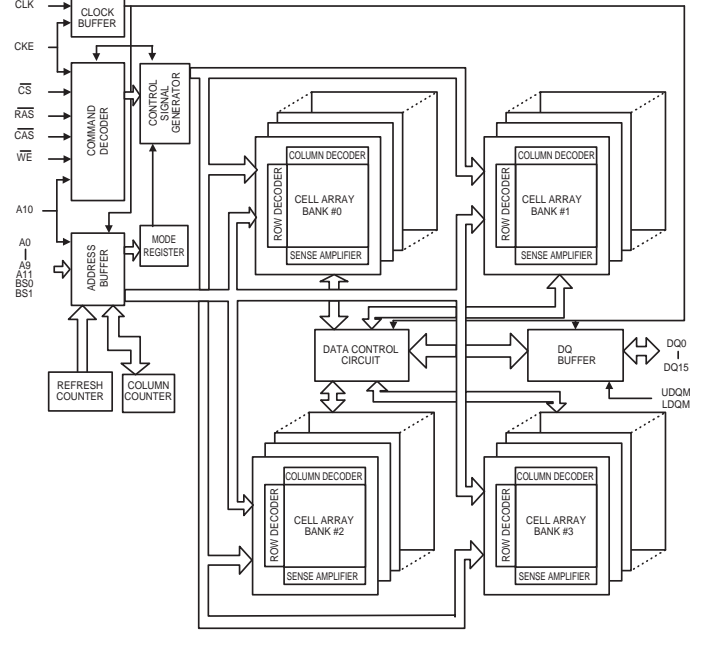 CLK
CLOCK
BUFFER
CKE
CS
RAS
CAS
WE
COMMAND
DECODER
CONTROL
SIGNAL
GENERATOR
A10
A0
A9
A11
BS0
BS1
ADDRESS
BUFFER
MODE
REGISTER
REFRESH
COUNTER
COLUMN
COUNTER
COLUMN DECODER
ROW DECODER
CELL ARRAY
BANK #0
SENSE AMPLIFIER
COLUMN DECODER
ROW DECODER
CELL ARRAY
BANK #1
SENSE AMPLIFIER
DATA CONTROL
CIRCUIT
DQ
BUFFER
DQ0
DQ15
UDQM
LDQM
COLUMN DECODER
ROW DECODER
CELL ARRAY
BANK #2
SENSE AMPLIFIER
COLUMN DECODER
ROW DECODER
CELL ARRAY
BANK #3
SENSE AMPLIFIER